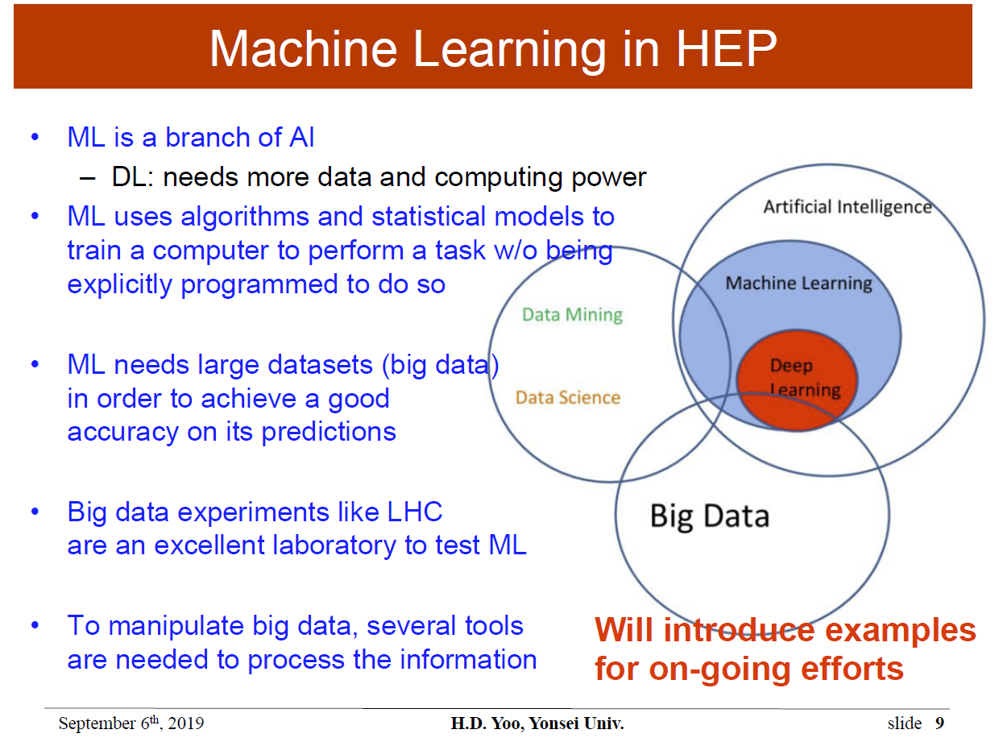 Machine Learning in HEP
• ML is a branch of AI
– DL: needs more data and computing power
• ML uses algorithms and statistical models to
train a computer to perform a task w/o being
explicitly programmed to do so
• ML needs large datasets (big data)
in order to achieve a good
accuracy on its predictions
• Big data experiments like LHC
are an excellent laboratory to test ML
• To manipulate big data, several tools
are needed to process the information
Artificial Intelligence
Machine Learning
Deep
Learning
Data Mining
Data Science
Big Data
Will introduce examples
for on-going efforts
September 6th, 2019
H.D. Yoo, Yonsei Univ.
slide 9